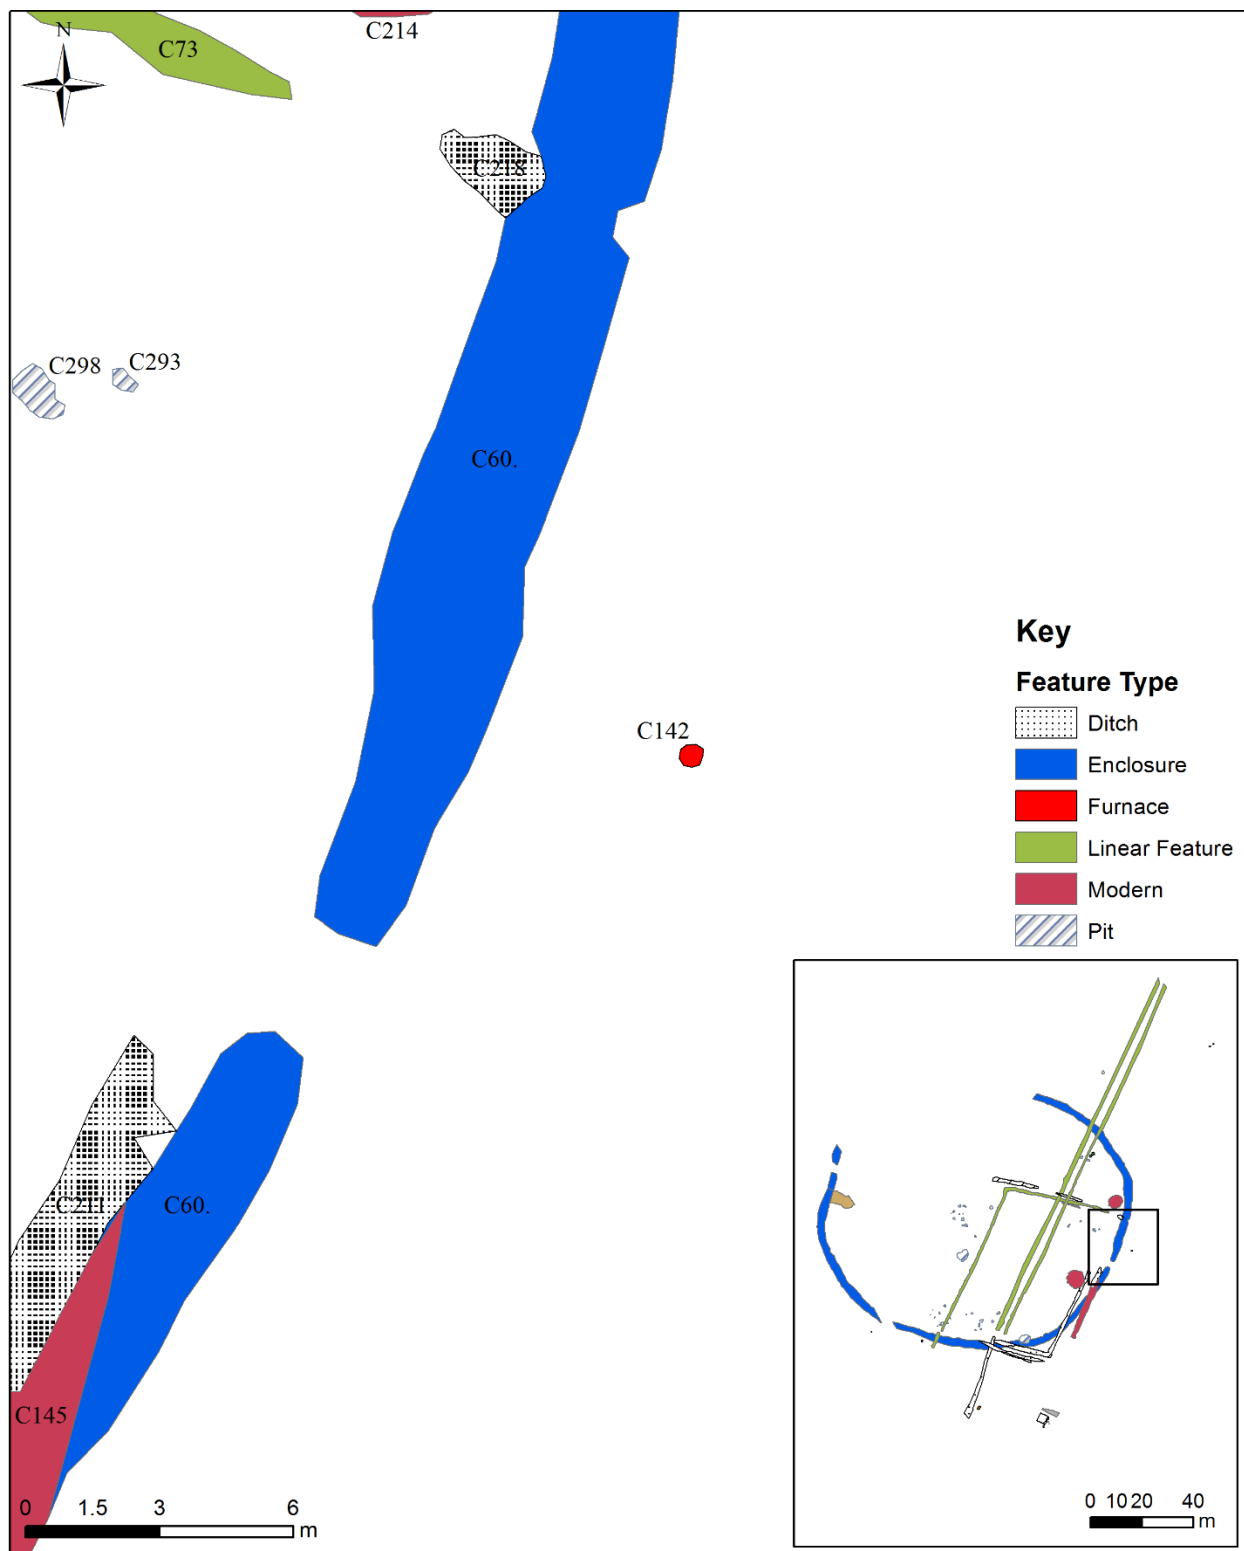 C214
N
C73
C218
C298
C293
C60.
Key
Feature Type
C142
Ditch
Enclosure
Furnace
Linear Feature
Modern
Pit
C211
C60.
C145
0 1.5 3 6
m
0 10 20 40
m